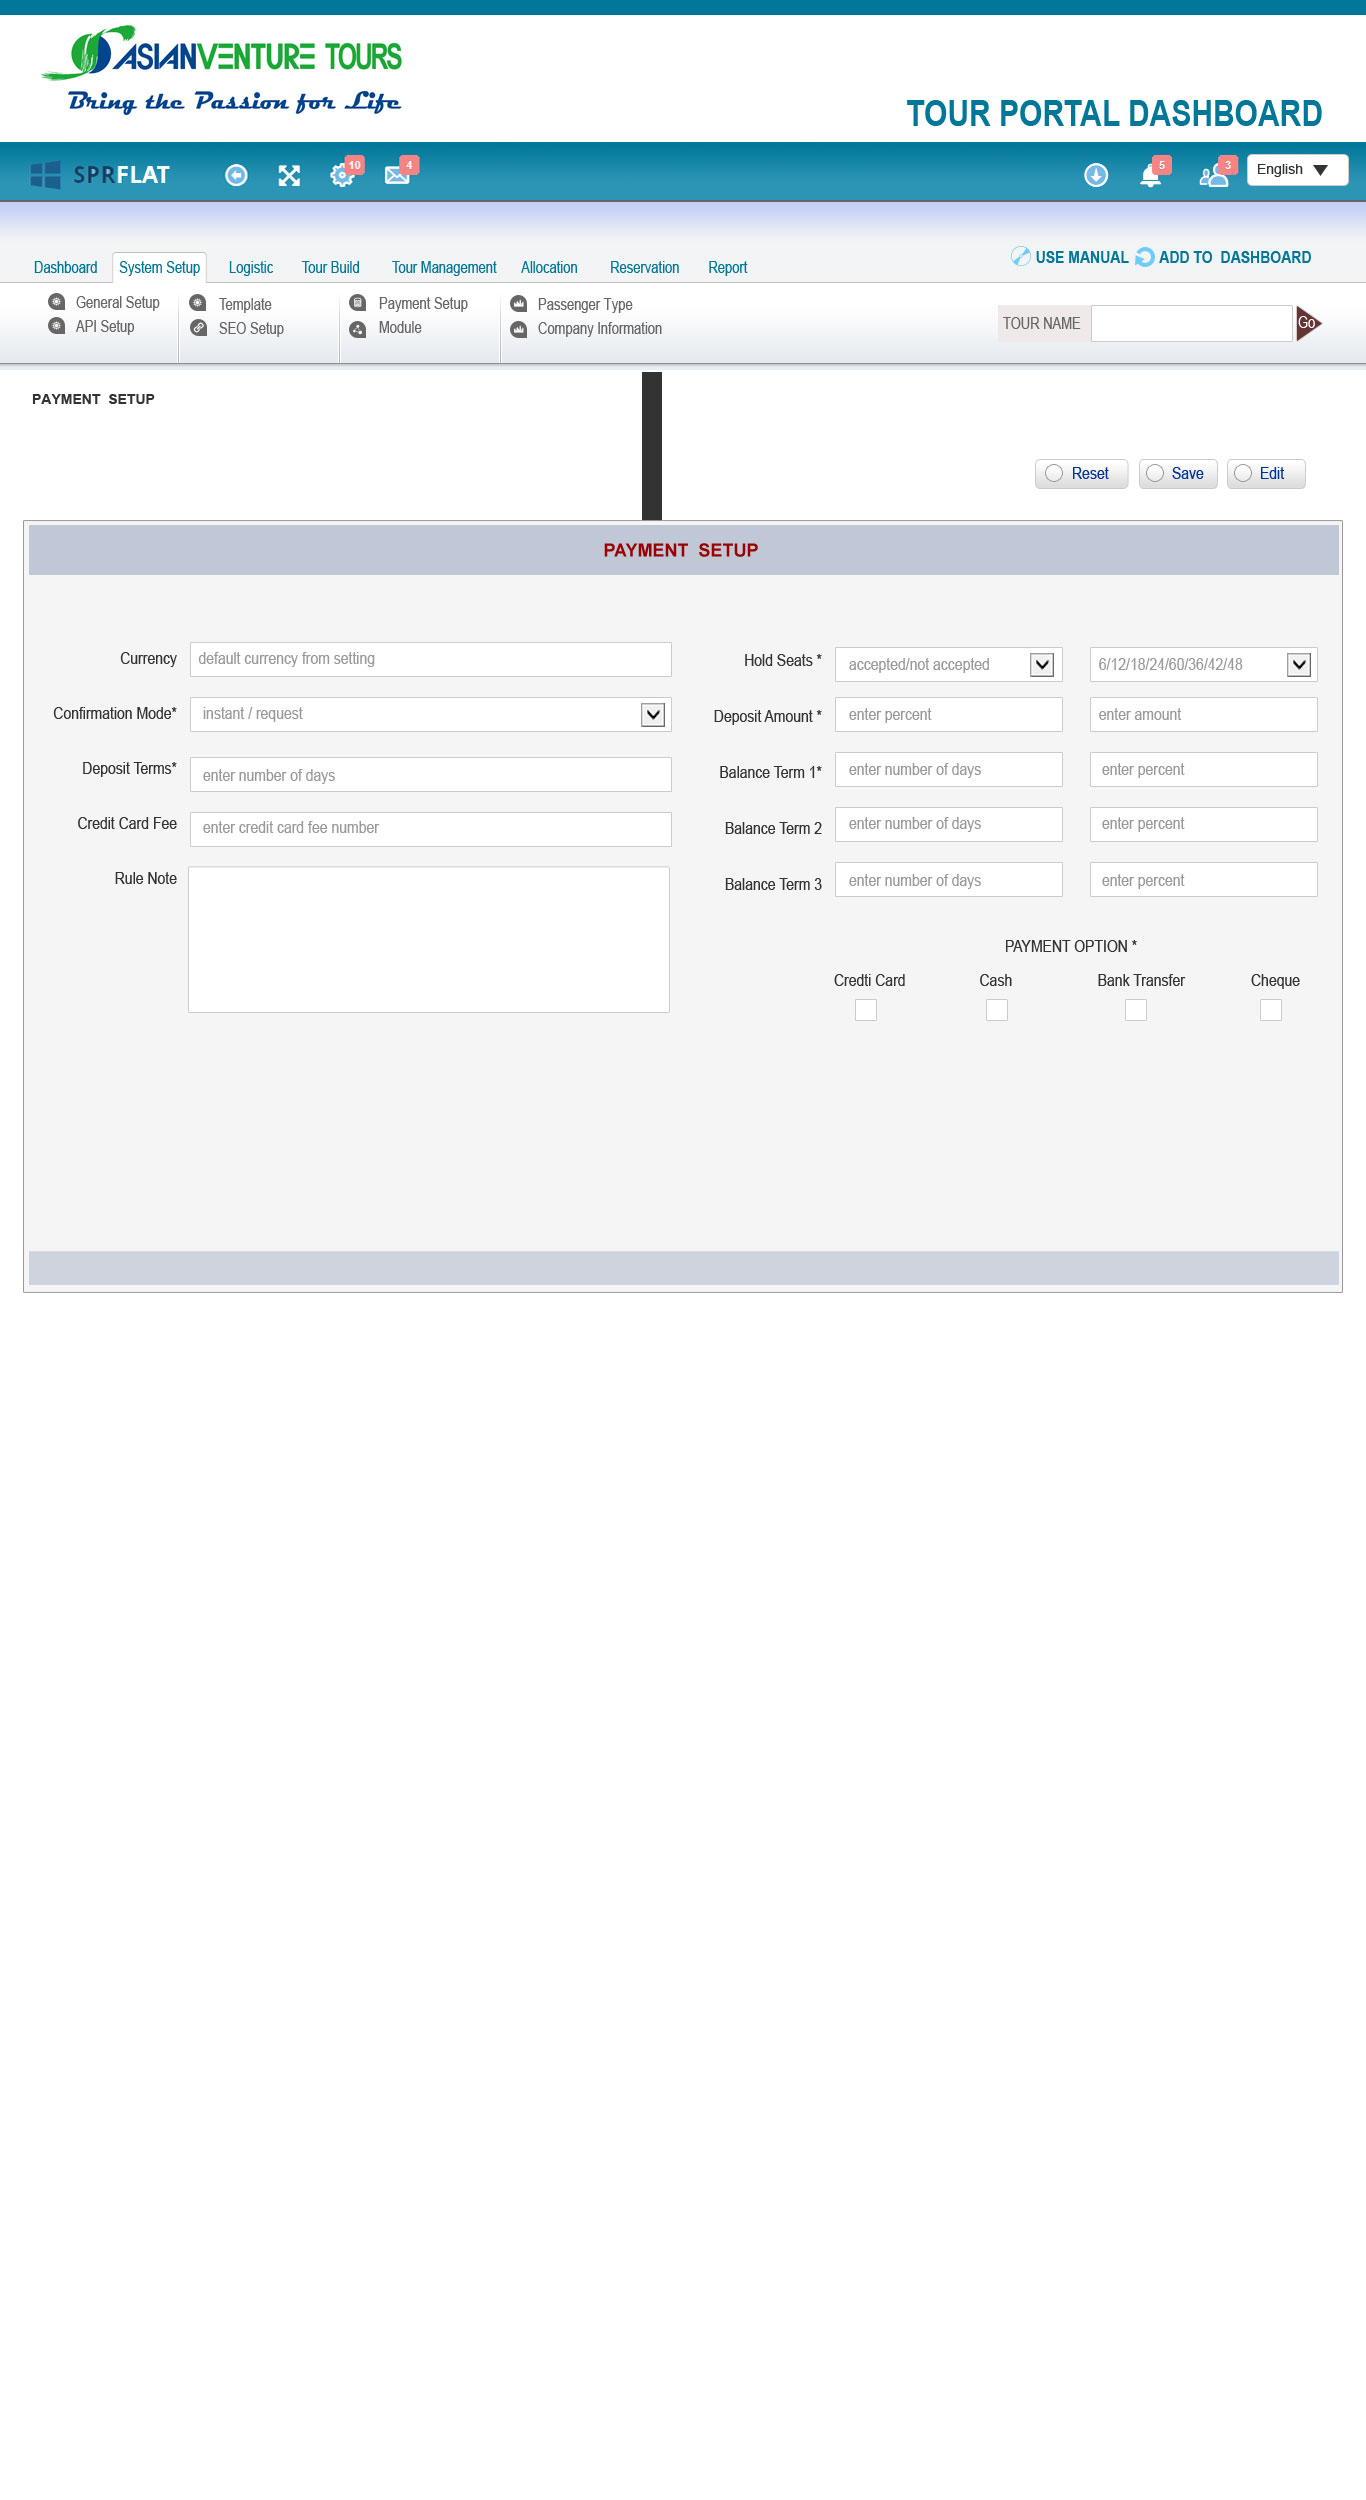 ASIANVENTURE TOURS
Bring the Passion for Life
TOUR PORTAL DASHBOARD
SPRFLAT
10
4
5
3
English
USE MANUAL
ADD TO DASHBOARD
Dashboard
System Setup
Logistic
Tour Build
Tour Management
Allocation
Reservation
Report
General Setup
API Setup
Template
SEO Setup
Payment Setup
Module
Passenger Type
Company Information
TOUR NAME
Go
PAYMENT SETUP
Reset
Save
Edit
PAYMENT SETUP
Currency
default currency from setting
Confirmation Mode*
instant / request
Deposit Terms*
enter number of days
Credit Card Fee
enter credit card fee number
Rule Note
Hold Seats *
accepted/not accepted
6/12/18/24/60/36/42/48
Deposit Amount *
enter percent
enter amount
Balance Term 1*
enter number of days
enter percent
Balance Term 2
enter number of days
enter percent
Balance Term 3
enter number of days
enter percent
PAYMENT OPTION *
Credti Card
Cash
Bank Transfer
Cheque